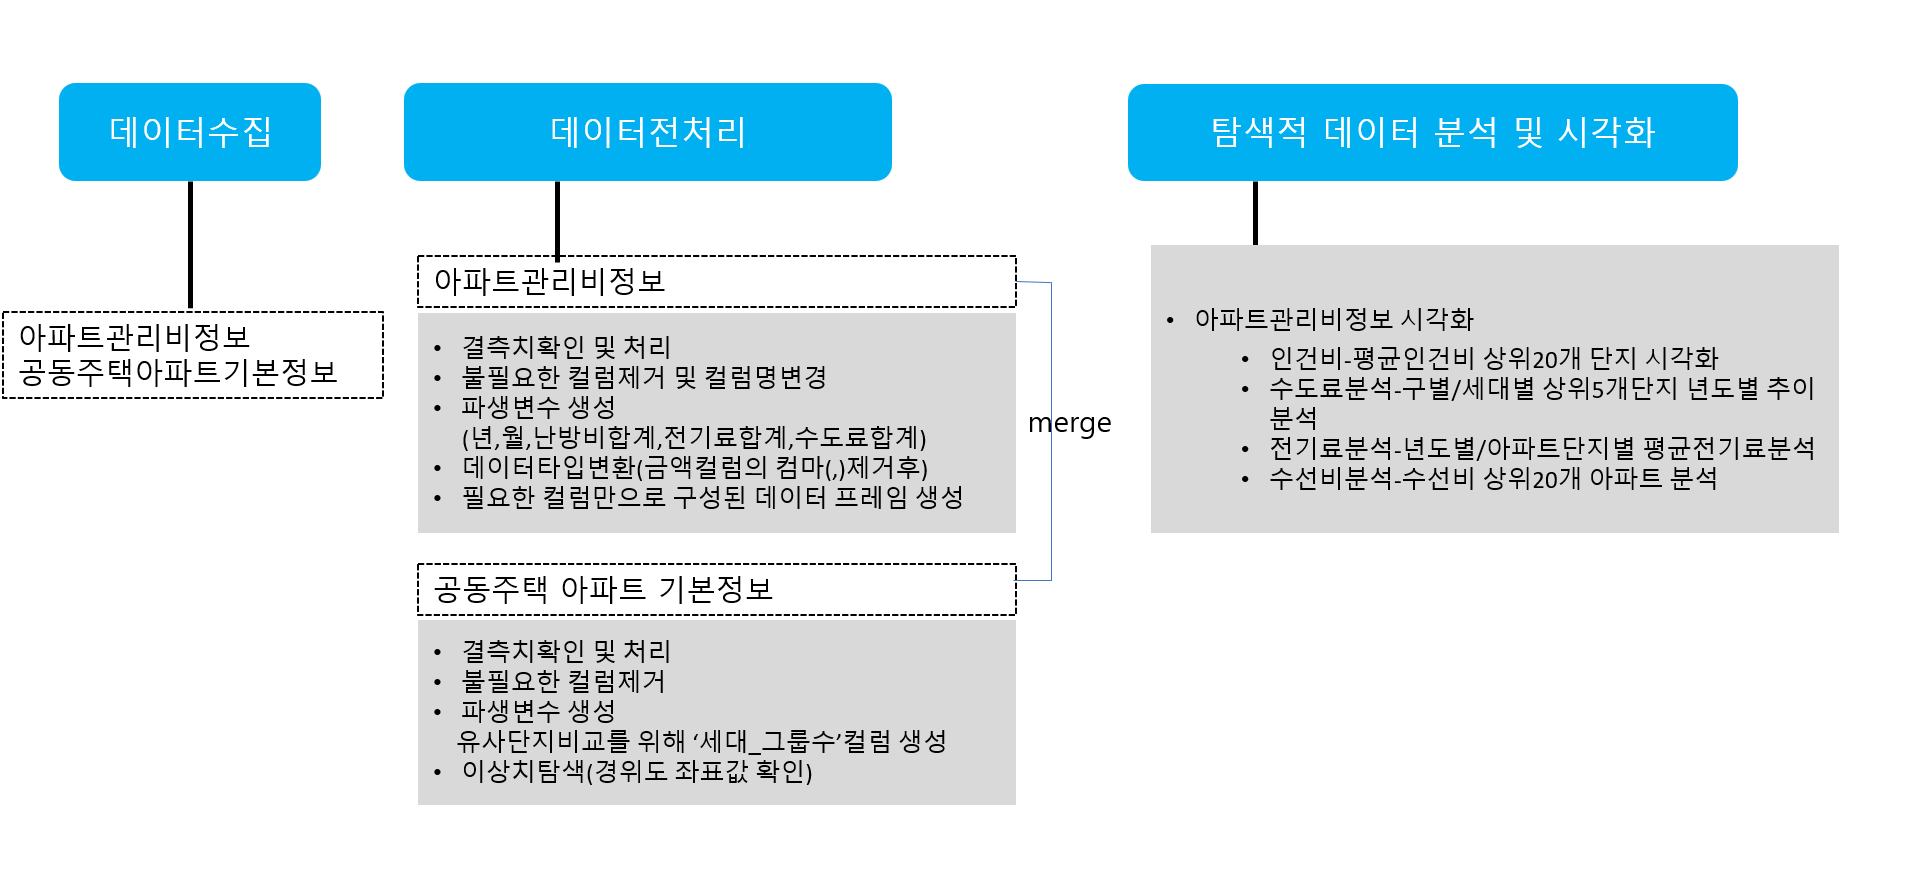 데이터수집
아파트관리비정보
공동주택아파트기본정보
데이터전처리
아파트관리비정보
• 결측치확인 및 처리
• 불필요한 컬럼제거 및 컬럼명변경
• 파생변수 생성
(년,월,난방비합계,전기료합계,수도료합계)
• 데이터타입변환(금액컬럼의 컴마(,)제거후)
• 필요한 컬럼만으로 구성된 데이터 프레임 생성
공동주택 아파트 기본정보
• 결측치확인 및 처리
• 불필요한 컬럼제거
• 파생변수 생성
유사단지비교를 위해 ‘세대_그룹수’컬럼 생성
• 이상치탐색(경위도 좌표값 확인)
merge
탐색적 데이터 분석 및 시각화
• 아파트관리비정보 시각화
• 인건비-평균인건비 상위20개 단지 시각화
• 수도료분석-구별/세대별 상위5개단지 년도별 추이
분석
• 전기료분석-년도별/아파트단지별 평균전기료분석
• 수선비분석-수선비 상위20개 아파트 분석